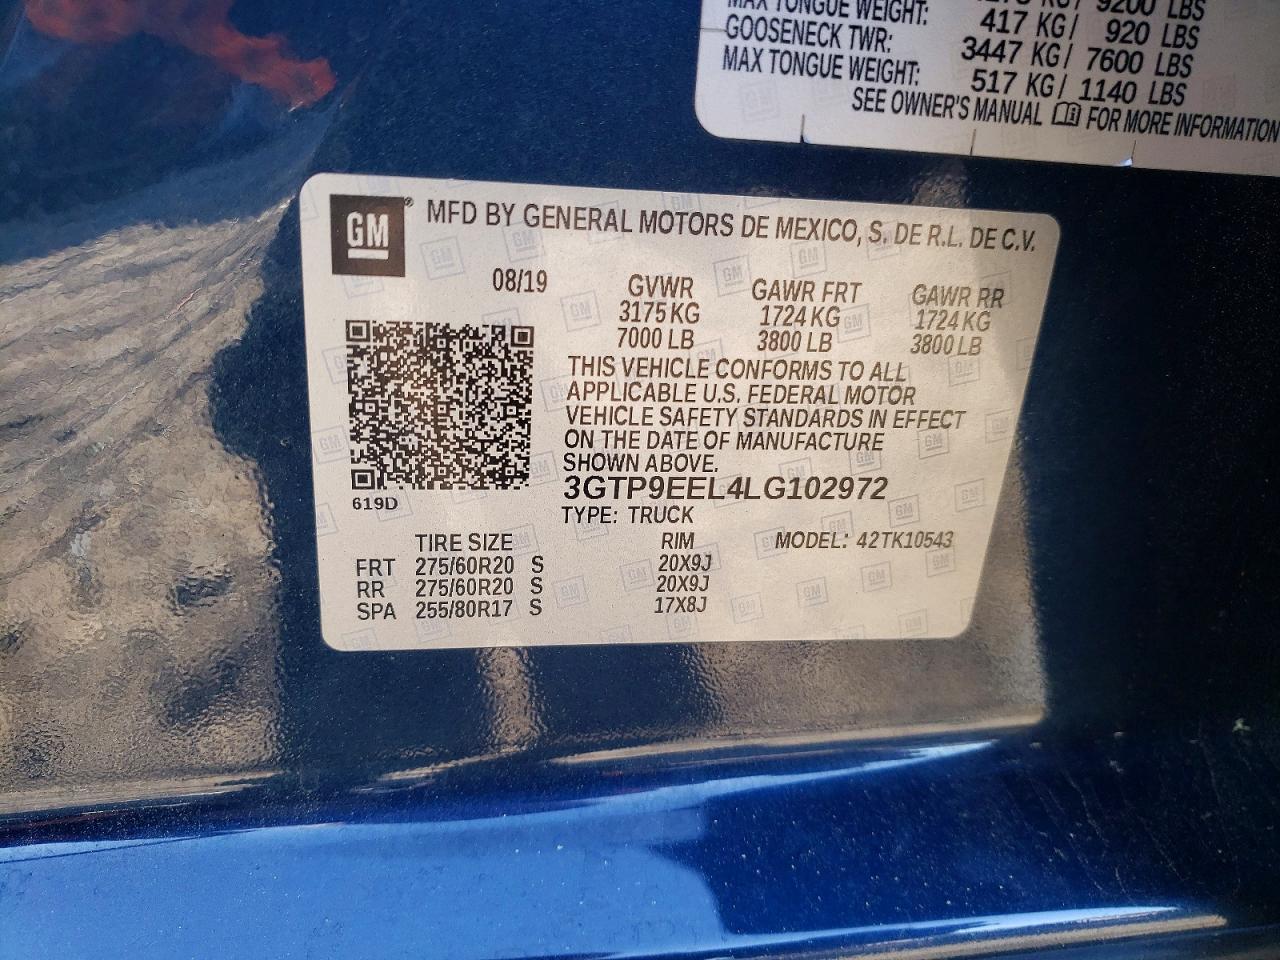 MAX TONGUE WEIGHT: 9200 LBS
417 KG/ 920 LBS
GOOSENECK TWR: 3447 KG/ 7600 LBS
MAX TONGUE WEIGHT: 517 KG/ 1140 LBS
SEE OWNER'S MANUAL FOR MORE INFORMATION
GM® MFD BY GENERAL MOTORS DE MEXICO, S. DE R.L. DE C.V.
08/19 GVWR GAWR FRT GAWR RR
3175 KG 1724 KG 1724 KG
7000 LB 3800 LB 3800 LB
THIS VEHICLE CONFORMS TO ALL
APPLICABLE U.S. FEDERAL MOTOR
VEHICLE SAFETY STANDARDS IN EFFECT
ON THE DATE OF MANUFACTURE
SHOWN ABOVE.
3GTP9EEL4LG102972
619D
TYPE: TRUCK
TIRE SIZE RIM MODEL: 42TK10543
FRT 275/60R20 S 20X9J
RR 275/60R20 S 20X9J
SPA 255/80R17 S 17X8J